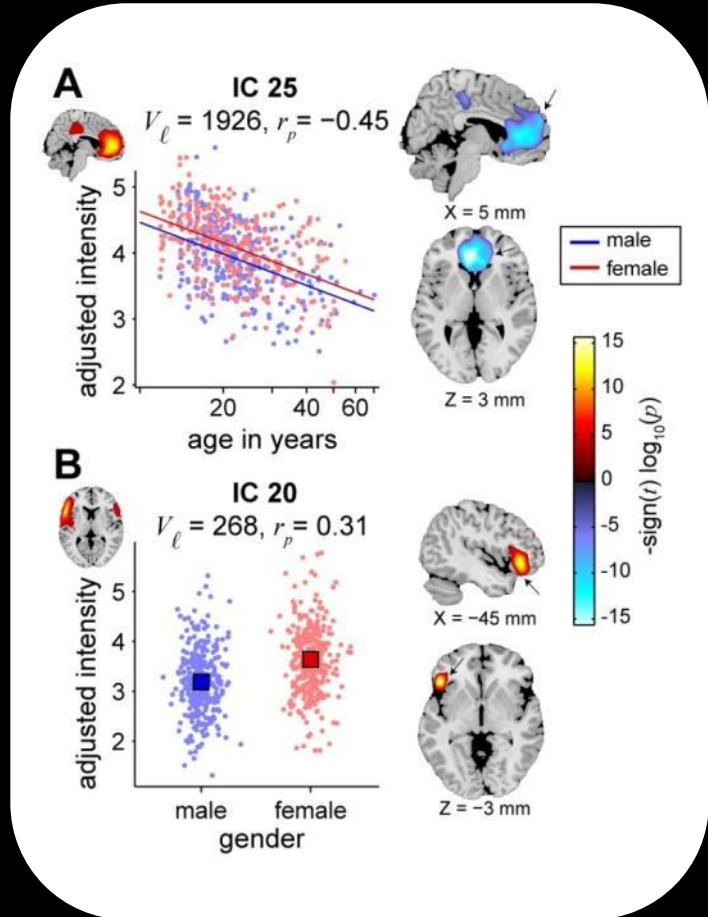 A
IC 25
V_ℓ = 1926, r_p = −0.45
adjusted intensity
5
4
3
2
20
40
60
age in years
X = 5 mm
Z = 3 mm
male
female
15
10
5
0
-5
-10
-15
-sign(t) log₁₀(p)
B
IC 20
V_ℓ = 268, r_p = 0.31
adjusted intensity
5
4
3
2
male
female
gender
X = −45 mm
Z = −3 mm